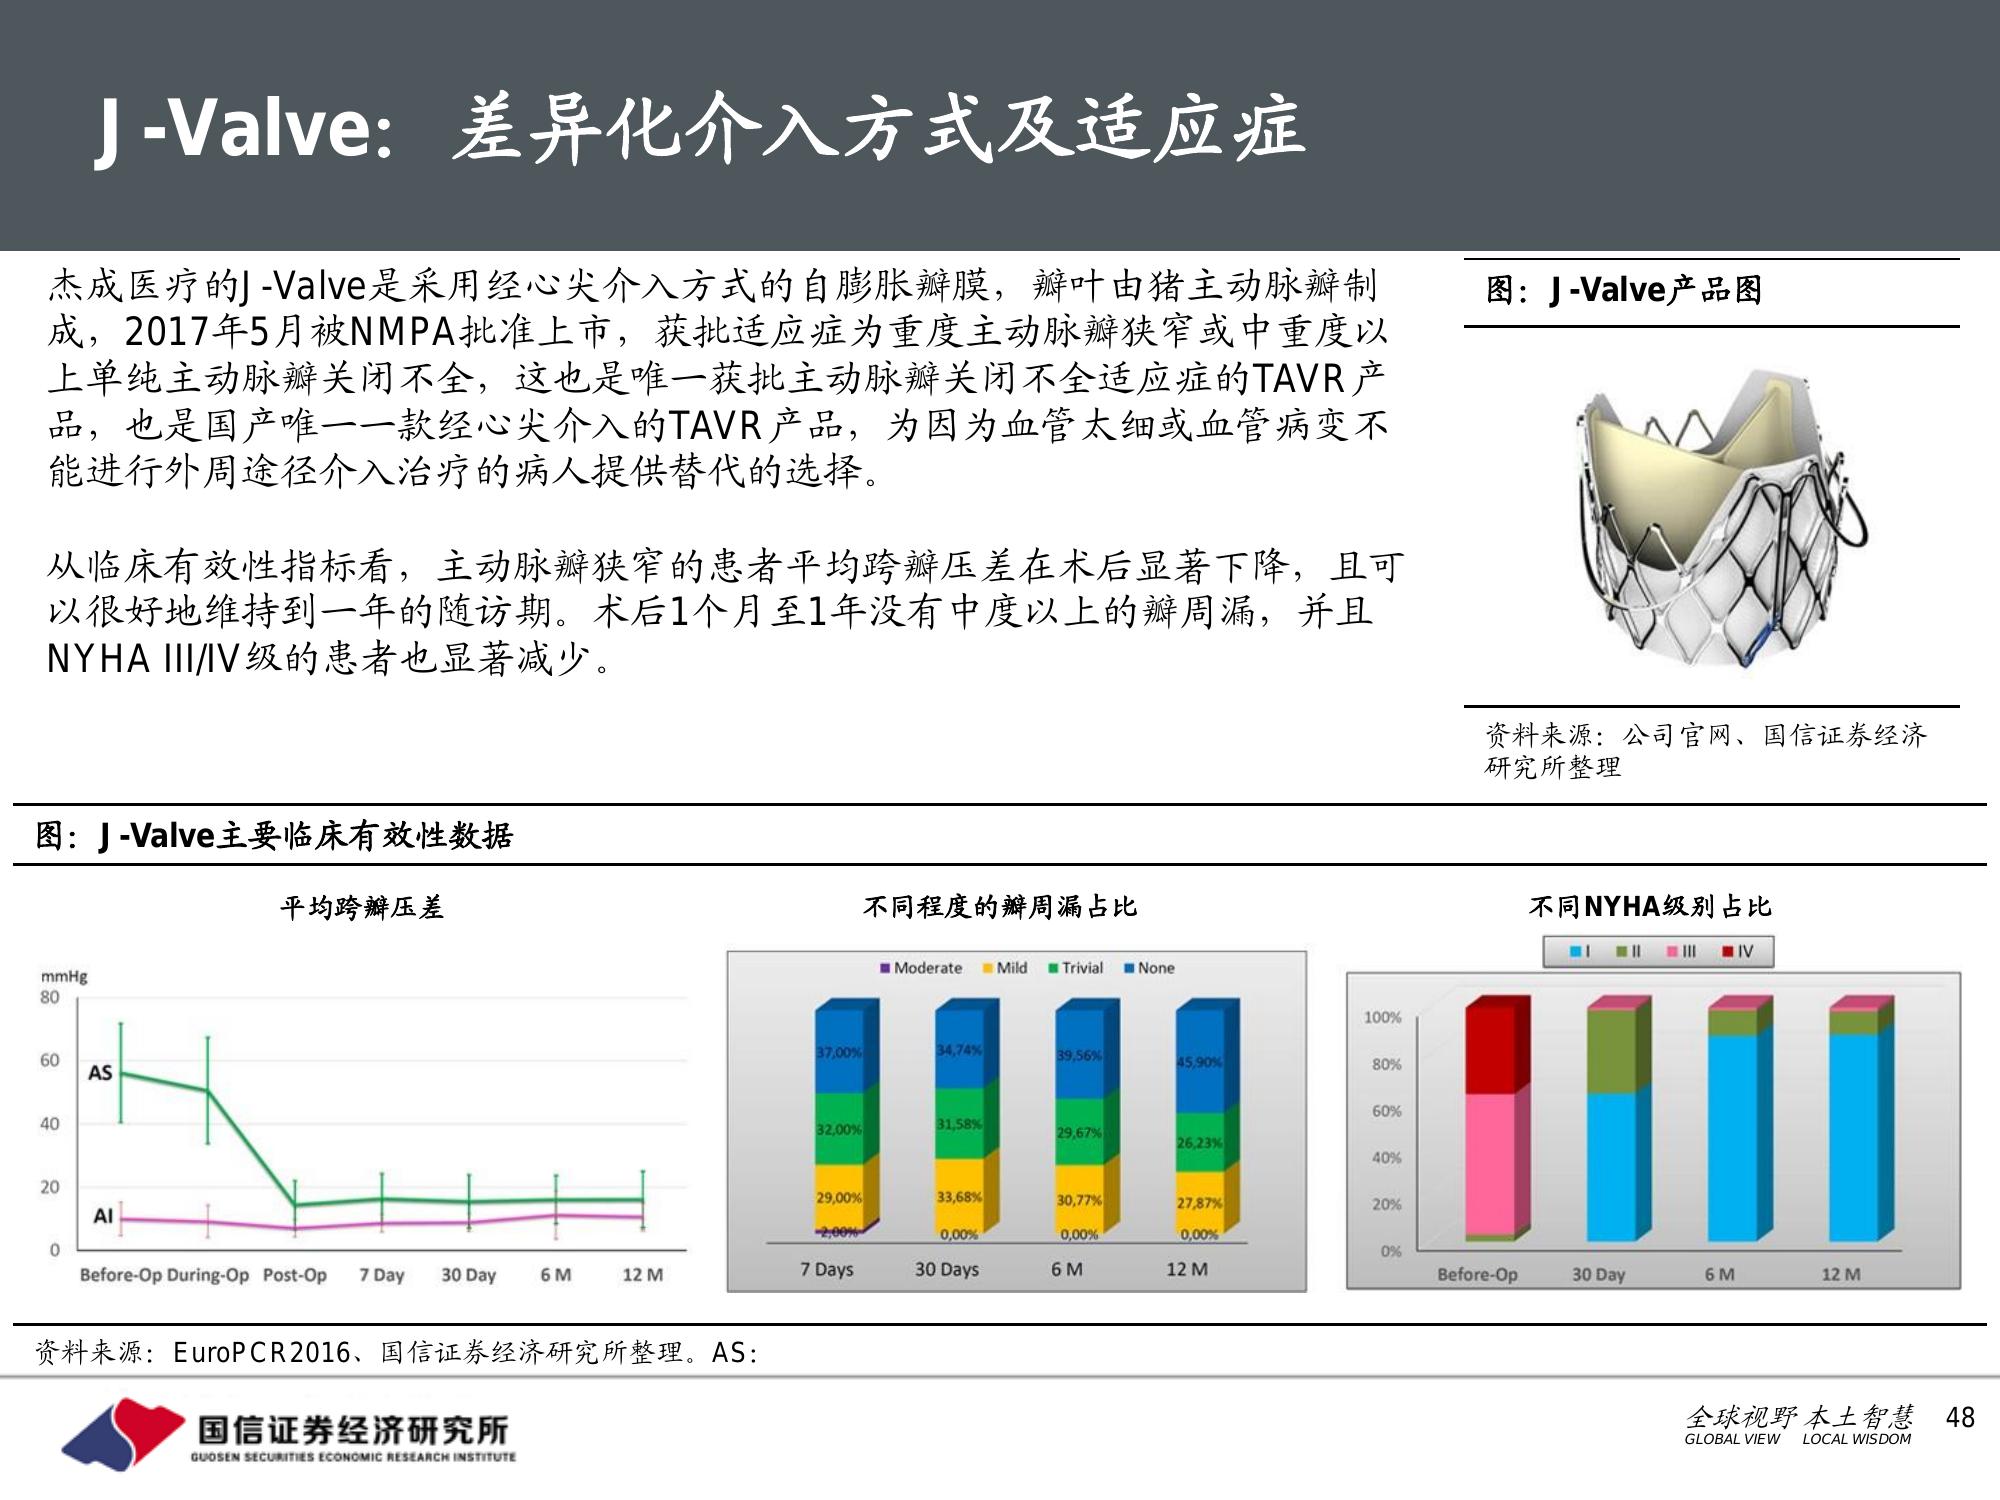 J-Valve：差异化介入方式及适应症
杰成医疗的J-Valve是采用经心尖介入方式的自膨胀瓣膜，瓣叶由猪主动脉瓣制
成，2017年5月被NMPA批准上市，获批适应症为重度主动脉瓣狭窄或中重度以
上单纯主动脉瓣关闭不全，这也是唯一获批主动脉瓣关闭不全适应症的TAVR产
品，也是国产唯一一款经心尖介入的TAVR产品，为因为血管太细或血管病变不
能进行外周途径介入治疗的病人提供替代的选择。
从临床有效性指标看，主动脉瓣狭窄的患者平均跨瓣压差在术后显著下降，且可
以很好地维持到一年的随访期。术后1个月至1年没有中度以上的瓣周漏，并且
NYHA III/IV级的患者也显著减少。
图：J-Valve产品图
资料来源：公司官网、国信证券经济
研究所整理
图：J-Valve主要临床有效性数据
平均跨瓣压差
mmHg
80
60
40
20
0
AS
AI
Before-Op During-Op Post-Op 7 Day 30 Day 6 M 12 M
不同程度的瓣周漏占比
Moderate Mild Trivial None
37,00% 34,74% 39,56% 45,90%
32,00% 31,58% 29,67% 26,23%
29,00% 33,68% 30,77% 27,87%
2,00% 0,00% 0,00% 0,00%
7 Days 30 Days 6 M 12 M
不同NYHA级别占比
I II III IV
100%
80%
60%
40%
20%
0%
Before-Op 30 Day 6 M 12 M
资料来源：EuroPCR2016、国信证券经济研究所整理。AS：
国信证券经济研究所
GUOSEN SECURITIES ECONOMIC RESEARCH INSTITUTE
全球视野 本土智慧
GLOBAL VIEW LOCAL WISDOM
48